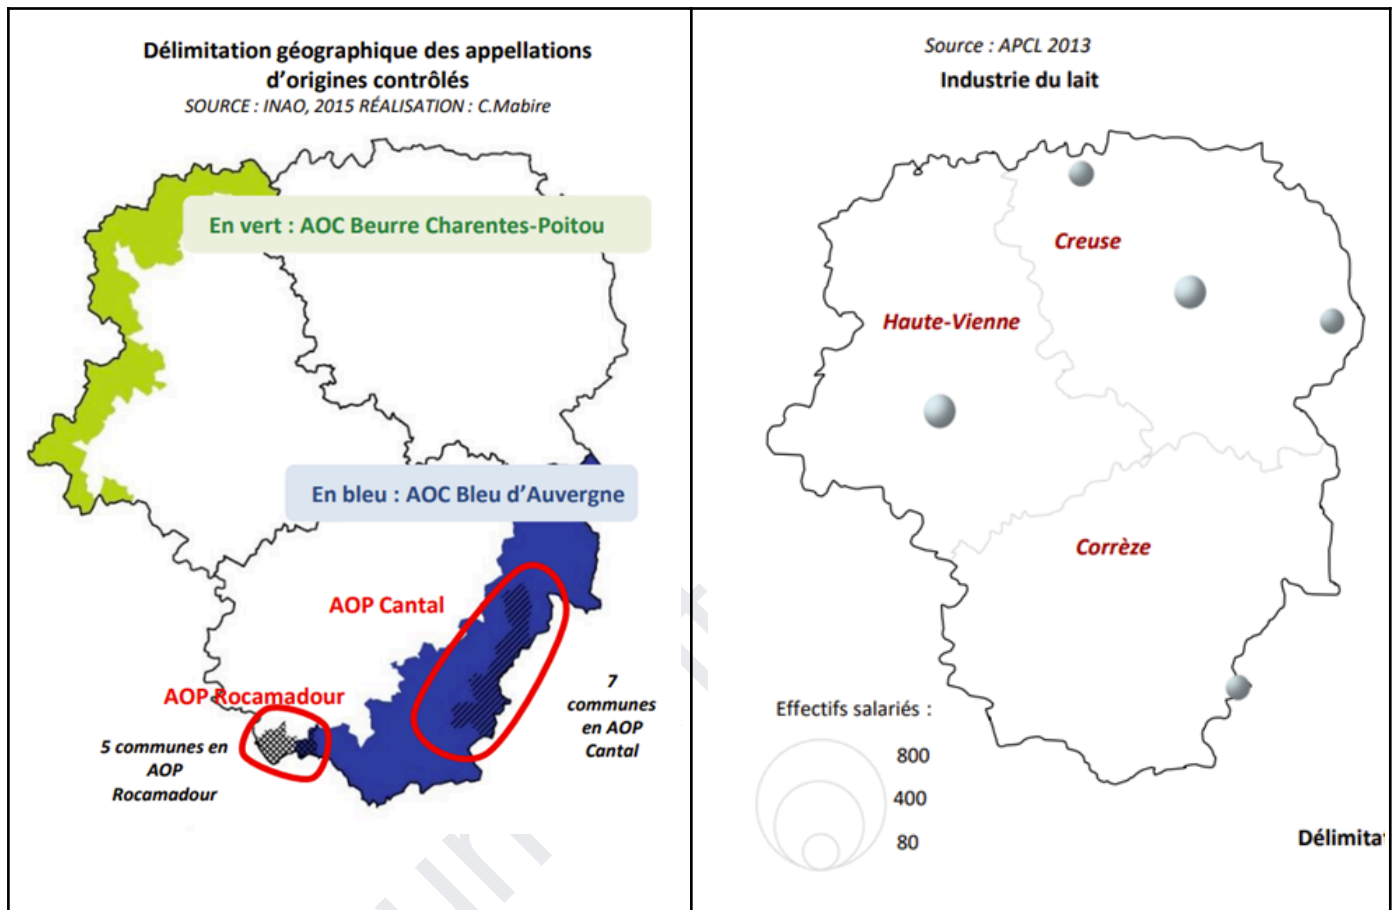 Délimitation géographique des appellations
d'origines contrôlés
SOURCE : INAO, 2015 RÉALISATION : C.Mabire
En vert : AOC Beurre Charentes-Poitou
En bleu : AOC Bleu d'Auvergne
AOP Cantal
AOP Rocamadour
7
communes
en AOP
Cantal
5 communes en
AOP
Rocamadour
Source : APCL 2013
Industrie du lait
Creuse
Haute-Vienne
Corrèze
Effectifs salariés :
800
400
80
Délimita